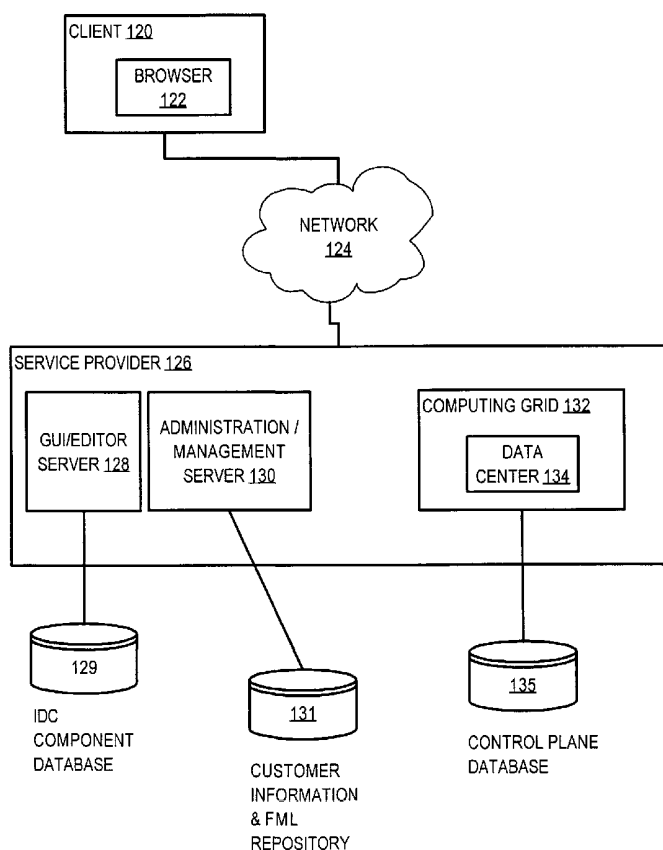 CLIENT 120
BROWSER
122
NETWORK
124
SERVICE PROVIDER 126
GUI/EDITOR
SERVER 128
ADMINISTRATION /
MANAGEMENT
SERVER 130
COMPUTING GRID 132
DATA
CENTER 134
129
IDC
COMPONENT
DATABASE
131
CUSTOMER
INFORMATION
& FML
REPOSITORY
135
CONTROL PLANE
DATABASE